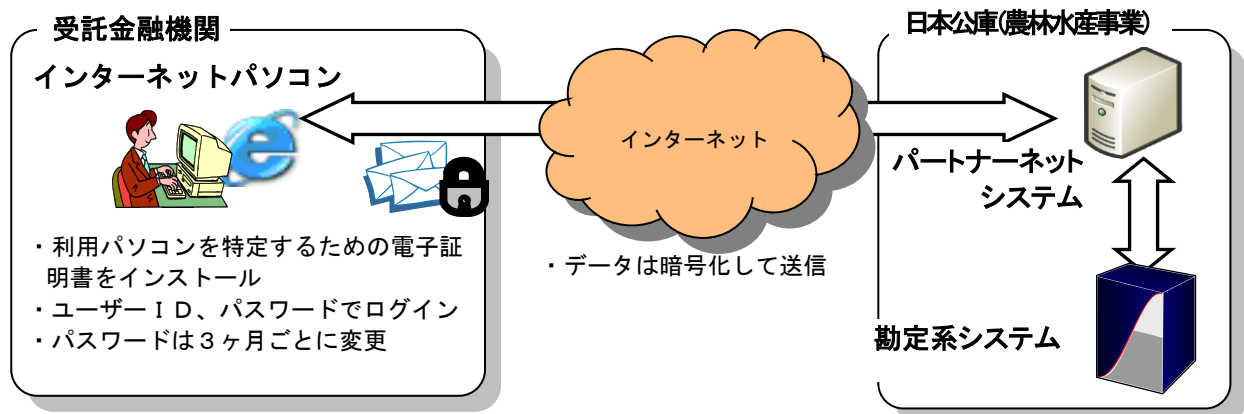 受託金融機関
インターネットパソコン
・利用パソコンを特定するための電子証
明書をインストール
・ユーザーＩＤ、パスワードでログイン
・パスワードは３ヶ月ごとに変更
インターネット
・データは暗号化して送信
日本公庫(農林水産事業)
パートナーネット
システム
勘定系システム